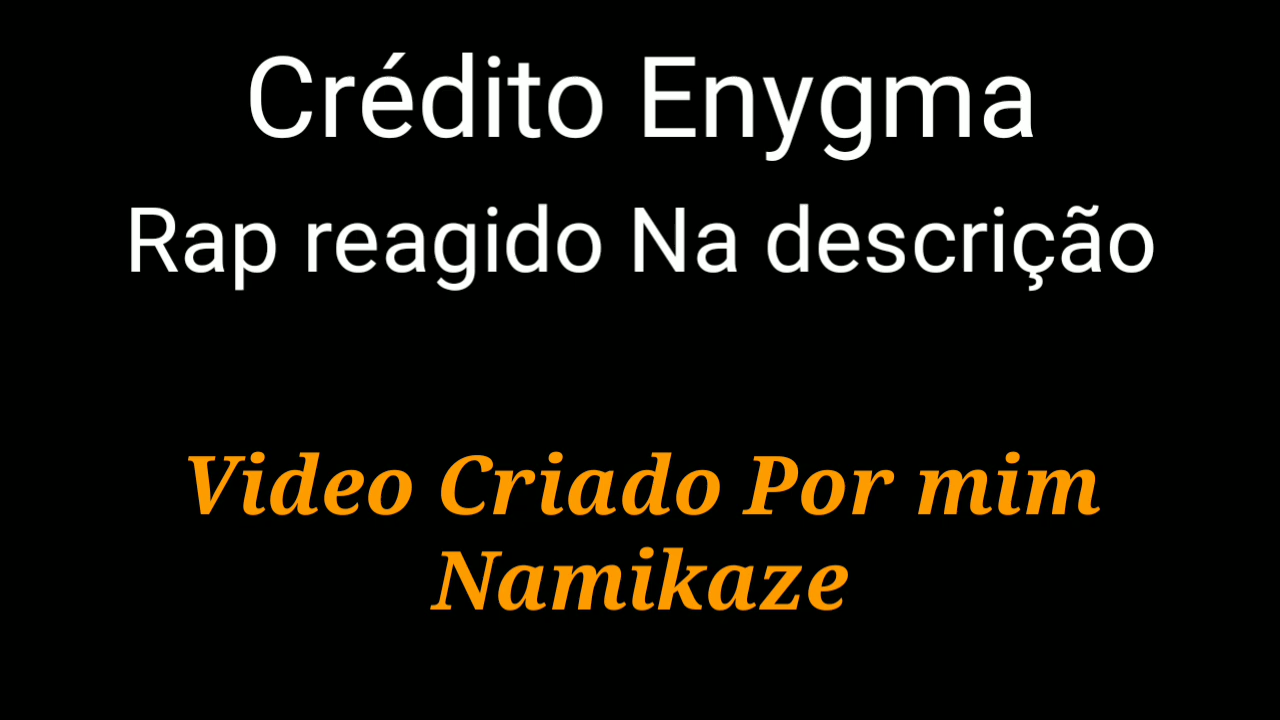 Crédito Enygma
Rap reagido Na descrição
Video Criado Por mim
Namikaze